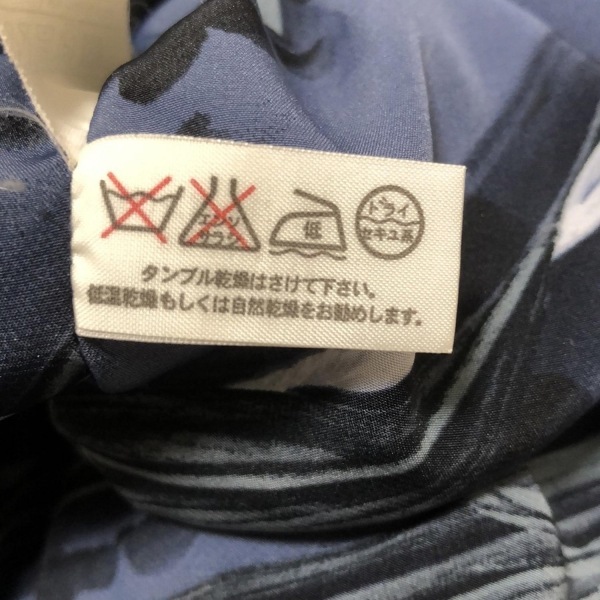 エンソ
サラシ
低
ドライ
セキユ系
タンブル乾燥はさけて下さい。
低温乾燥もしくは自然乾燥をお勧めします。